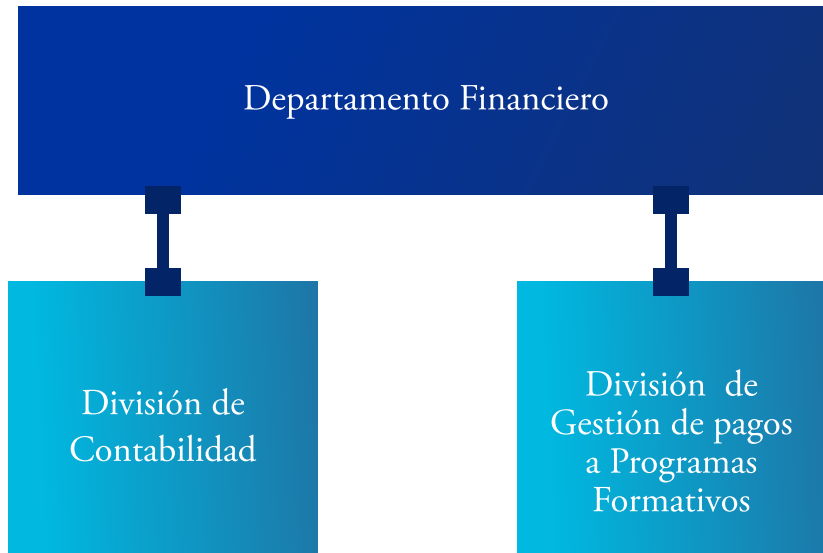 Departamento Financiero
División de
Contabilidad
División de
Gestión de pagos
a Programas
Formativos